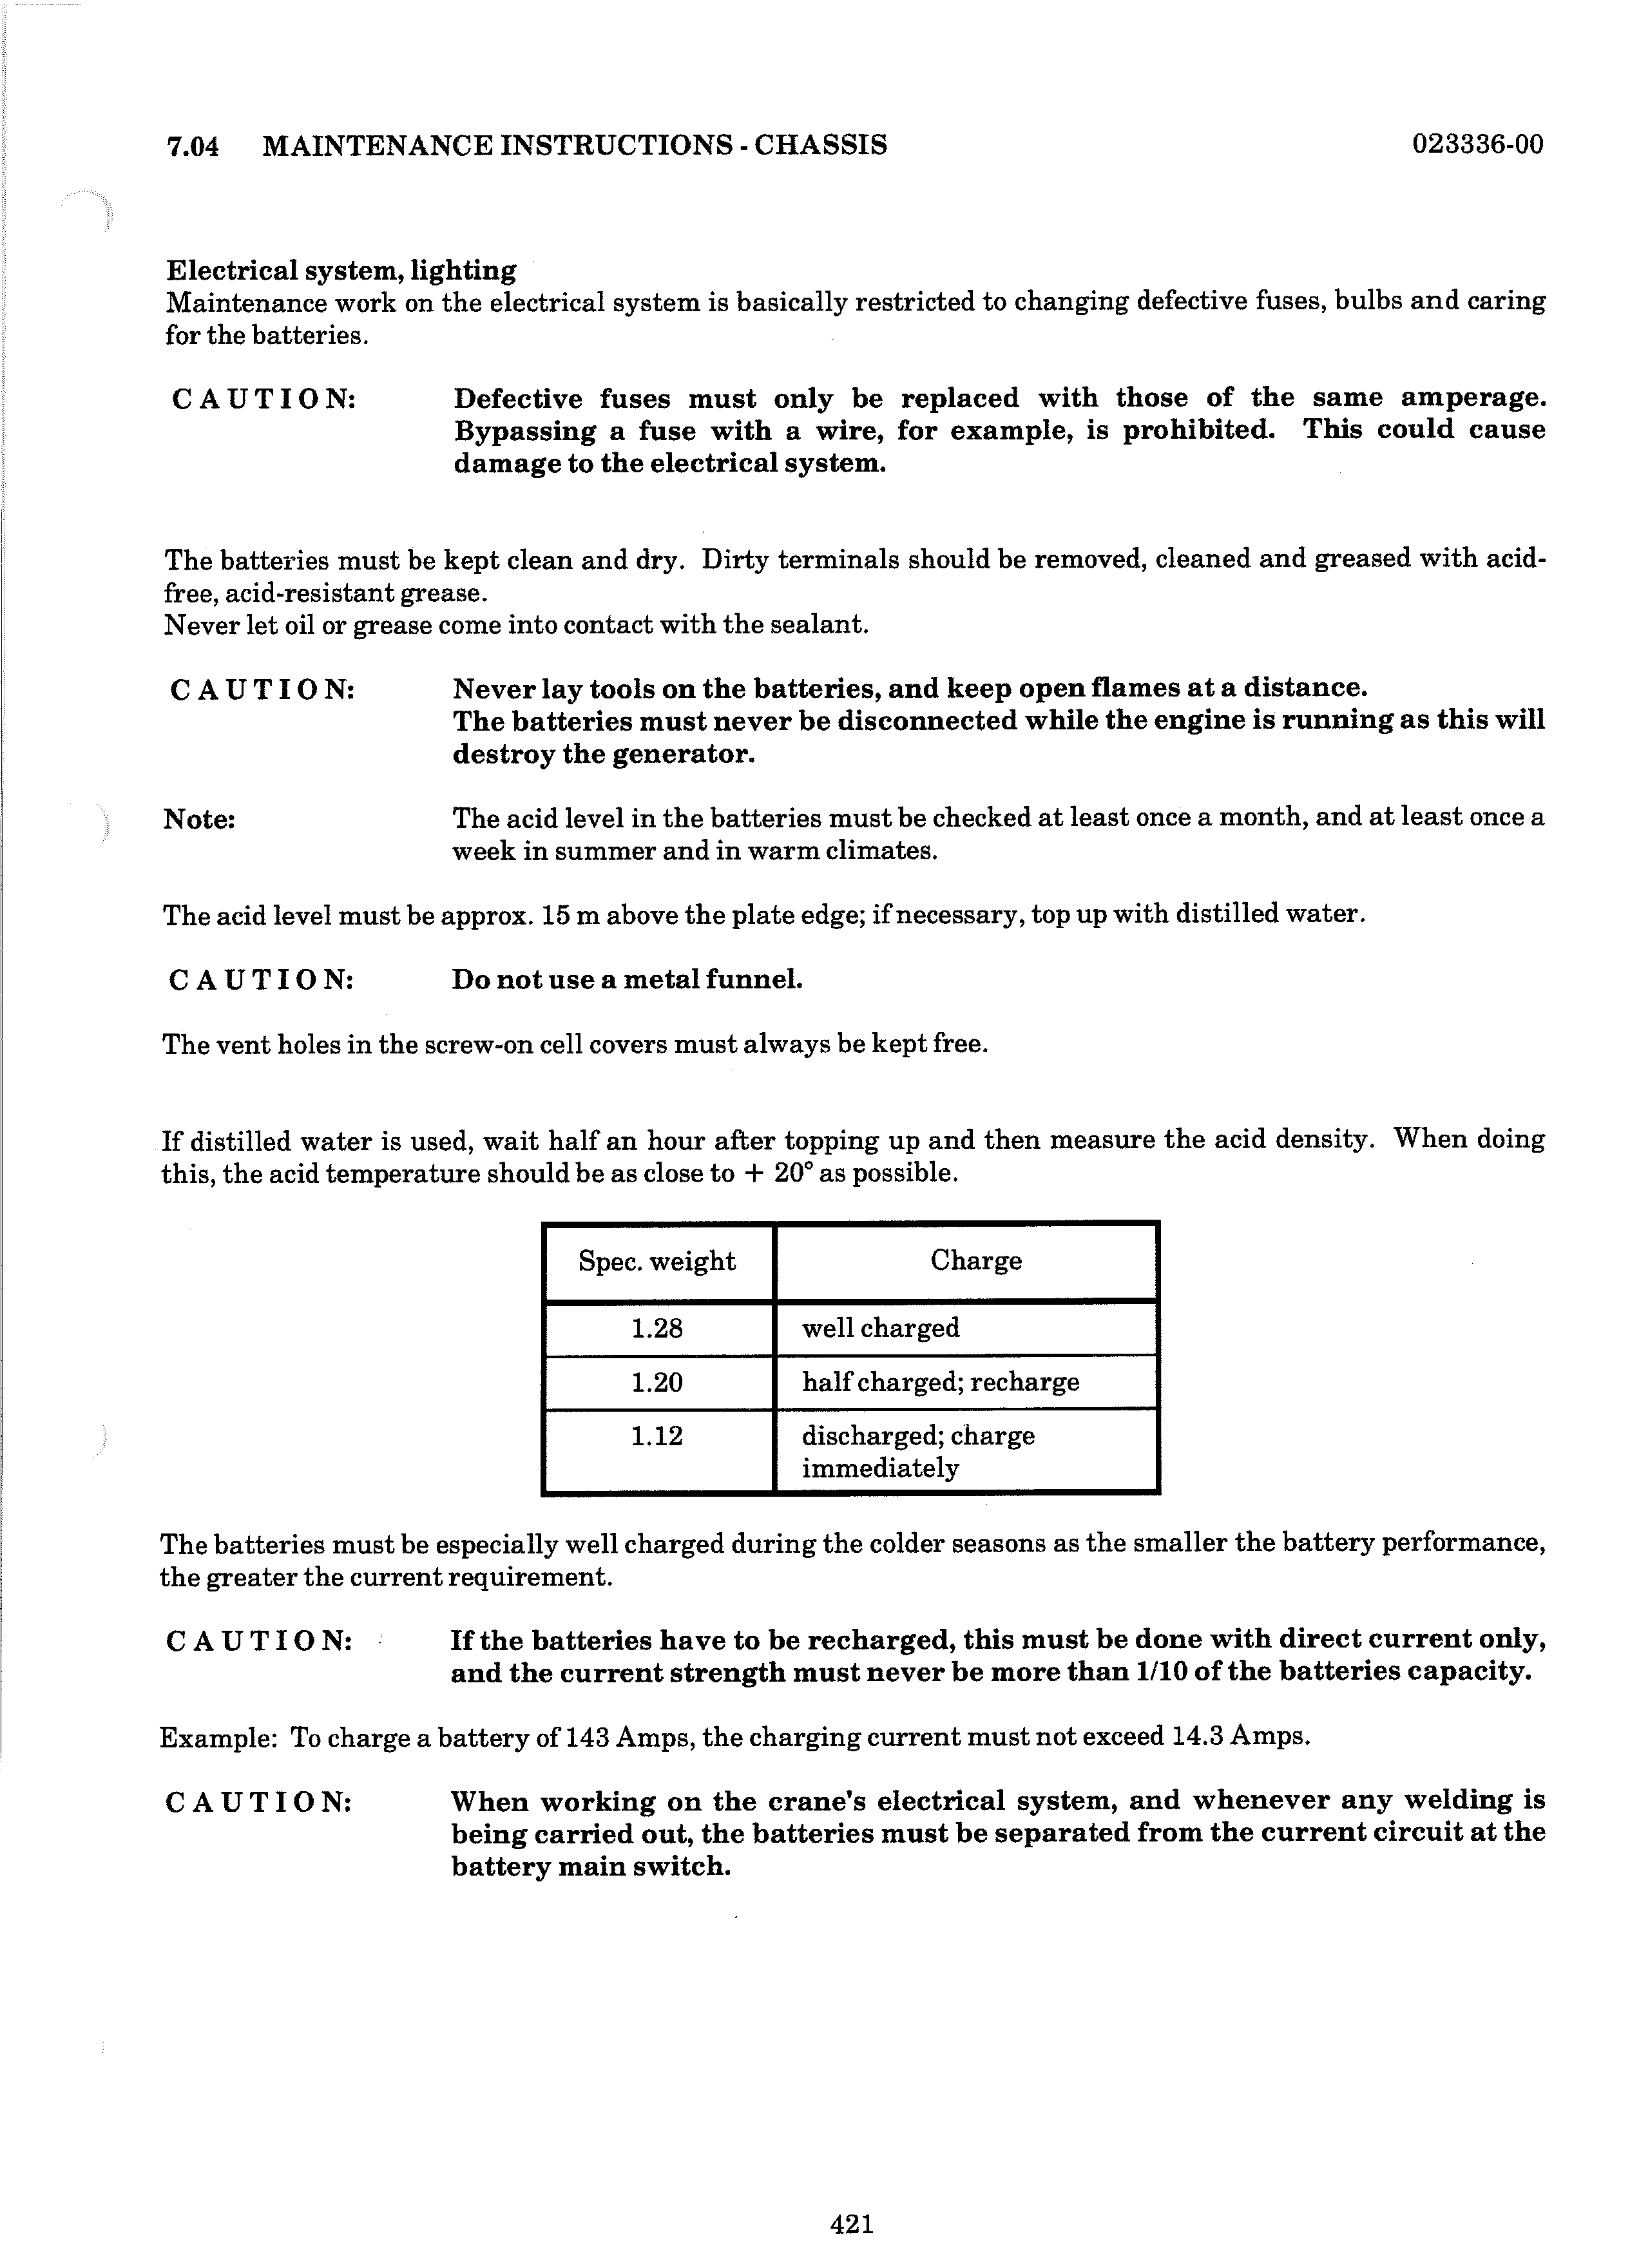 7.04 MAINTENANCE INSTRUCTIONS - CHASSIS 023336-00
Electrical system, lighting
Maintenance work on the electrical system is basically restricted to changing defective fuses, bulbs and caring
for the batteries.
CAUTION: Defective fuses must only be replaced with those of the same amperage.
Bypassing a fuse with a wire, for example, is prohibited. This could cause
damage to the electrical system.
The batteries must be kept clean and dry. Dirty terminals should be removed, cleaned and greased with acid-
free, acid-resistant grease.
Never let oil or grease come into contact with the sealant.
CAUTION: Never lay tools on the batteries, and keep open flames at a distance.
The batteries must never be disconnected while the engine is running as this will
destroy the generator.
Note: The acid level in the batteries must be checked at least once a month, and at least once a
week in summer and in warm climates.
The acid level must be approx. 15 m above the plate edge; if necessary, top up with distilled water.
CAUTION: Do not use a metal funnel.
The vent holes in the screw-on cell covers must always be kept free.
If distilled water is used, wait half an hour after topping up and then measure the acid density. When doing
this, the acid temperature should be as close to + 20° as possible.
Spec. weight Charge
1.28 well charged
1.20 half charged; recharge
1.12 discharged; charge
immediately
The batteries must be especially well charged during the colder seasons as the smaller the battery performance,
the greater the current requirement.
CAUTION: If the batteries have to be recharged, this must be done with direct current only,
and the current strength must never be more than 1/10 of the batteries capacity.
Example: To charge a battery of 143 Amps, the charging current must not exceed 14.3 Amps.
CAUTION: When working on the crane's electrical system, and whenever any welding is
being carried out, the batteries must be separated from the current circuit at the
battery main switch.
421